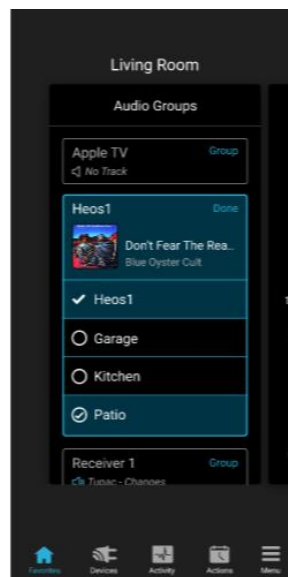 Living Room
Audio Groups
Apple TV
Group
No Track
Heos1
Done
Don't Fear The Rea..
Blue Oyster Cult
Heos1
Garage
Kitchen
Patio
Receiver 1
Group
Tupac - Changes
Favorites
Devices
Activity
Actions
Menu